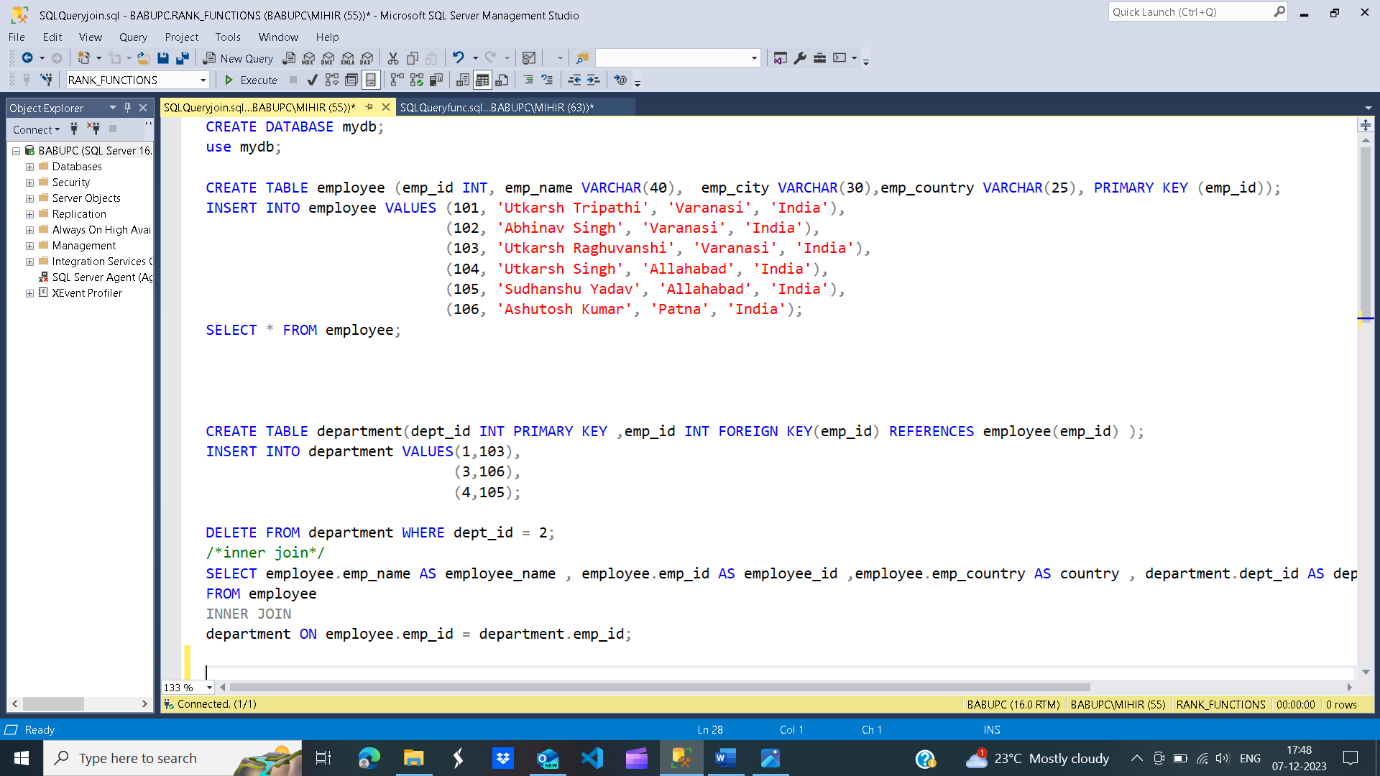 SQLQueryjoin.sql - BABUPC.RANK_FUNCTIONS (BABUPC\MIHIR (55))* - Microsoft SQL Server Management Studio
Quick Launch (Ctrl+Q)
File Edit View Query Project Tools Window Help
New Query
RANK_FUNCTIONS Execute
Object Explorer
SQLQueryjoin.sql...BABUPC\MIHIR (55))* SQLQueryfunc.sql...BABUPC\MIHIR (63))*
Connect
BABUPC (SQL Server 16.
Databases
Security
Server Objects
Replication
Always On High Avai
Management
Integration Services C
SQL Server Agent (Ag
XEvent Profiler
CREATE DATABASE mydb;
use mydb;
CREATE TABLE employee (emp_id INT, emp_name VARCHAR(40),  emp_city VARCHAR(30),emp_country VARCHAR(25), PRIMARY KEY (emp_id));
INSERT INTO employee VALUES (101, 'Utkarsh Tripathi', 'Varanasi', 'India'),
(102, 'Abhinav Singh', 'Varanasi', 'India'),
(103, 'Utkarsh Raghuvanshi', 'Varanasi', 'India'),
(104, 'Utkarsh Singh', 'Allahabad', 'India'),
(105, 'Sudhanshu Yadav', 'Allahabad', 'India'),
(106, 'Ashutosh Kumar', 'Patna', 'India');
SELECT * FROM employee;
CREATE TABLE department(dept_id INT PRIMARY KEY ,emp_id INT FOREIGN KEY(emp_id) REFERENCES employee(emp_id) );
INSERT INTO department VALUES(1,103),
(3,106),
(4,105);
DELETE FROM department WHERE dept_id = 2;
/*inner join*/
SELECT employee.emp_name AS employee_name , employee.emp_id AS employee_id ,employee.emp_country AS country , department.dept_id AS dep
FROM employee
INNER JOIN
department ON employee.emp_id = department.emp_id;
133 %
Connected. (1/1) BABUPC (16.0 RTM) BABUPC\MIHIR (55) RANK_FUNCTIONS 00:00:00 0 rows
Ready Ln 28 Col 1 Ch 1 INS
Type here to search 23°C Mostly cloudy ENG 17:48
07-12-2023